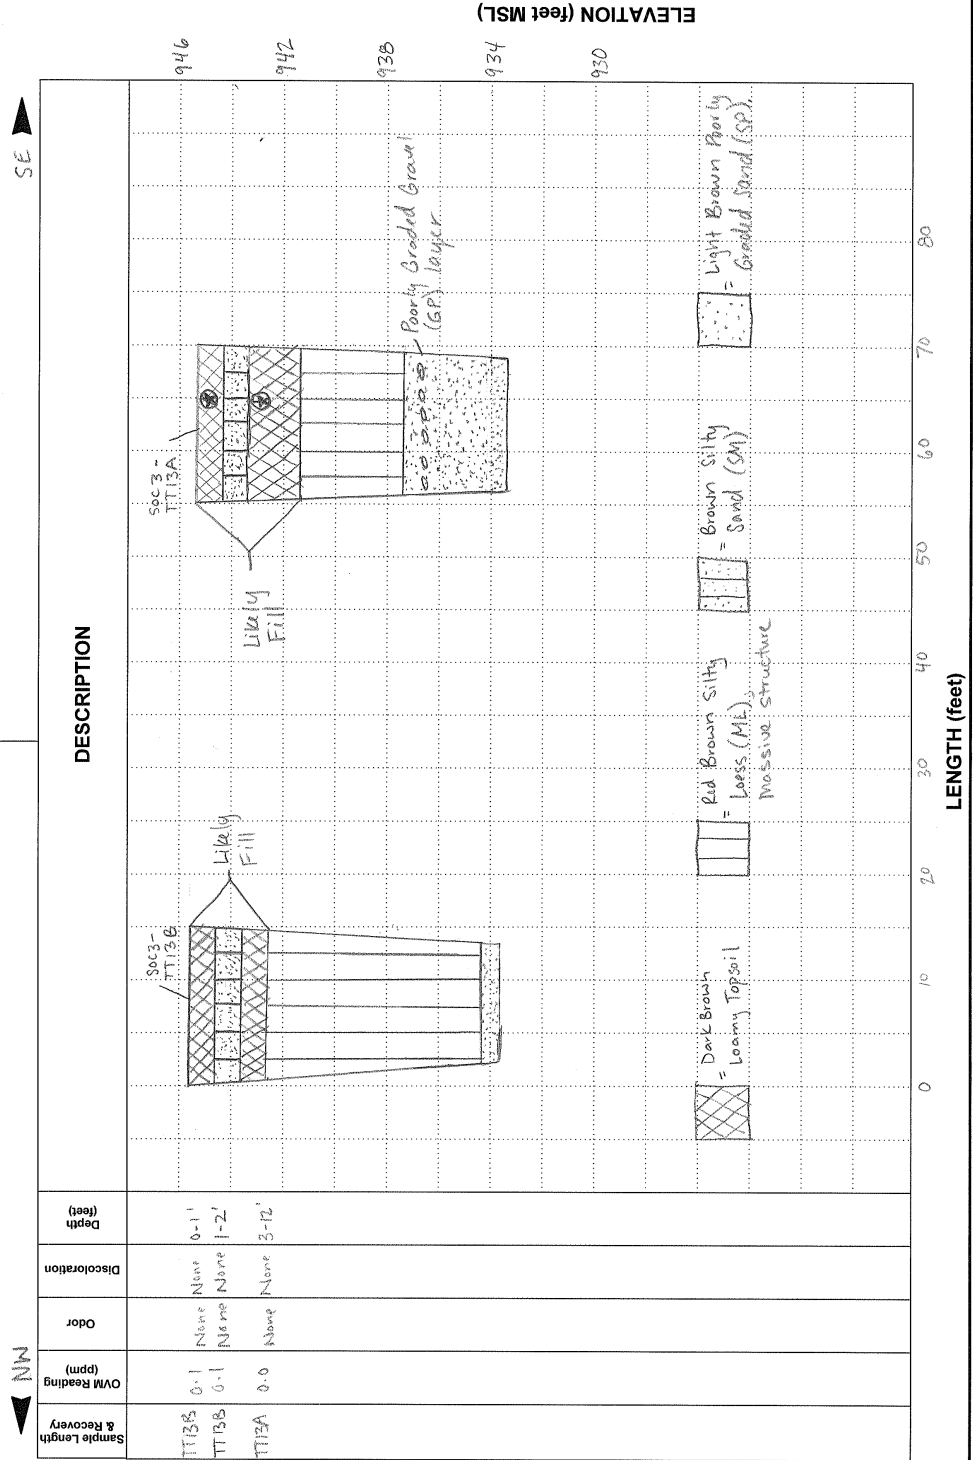 NW
SE
Sample Length
& Recovery
OVM Reading
(ppm)
Odor
Discoloration
Depth
(feet)
DESCRIPTION
TT13B 0.1 None None 0-1'
TT13B 0.1 None None 1-2'
TT13A 0.0 None None 3-12'
SOC3-
TT13B
Likely
Fill
SOC3-
TT13A
Likely
Fill
Poorly Graded Gravel
(GP) layer
946
942
938
934
930
ELEVATION (feet MSL)
= Dark Brown
Loamy Topsoil
= Red Brown Silty
Loess (ML),
Massive structure
= Brown Silty
Sand (SM)
= Light Brown Poorly
Graded Sand (SP).
0 10 20 30 40 50 60 70 80
LENGTH (feet)